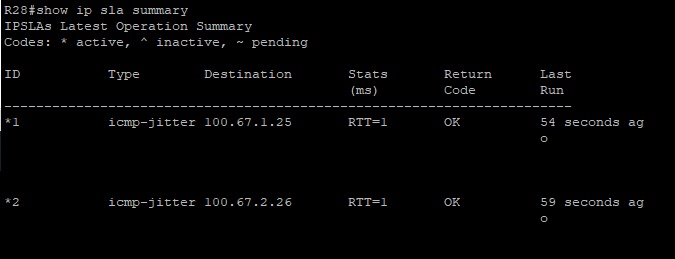 R28#show ip sla summary
IPSLAs Latest Operation Summary
Codes: * active, ^ inactive, ~ pending
ID           Type        Destination       Stats       Return      Last
                                           (ms)        Code        Run
-----------------------------------------------------------------------
*1           icmp-jitter 100.67.1.25       RTT=1       OK          54 seconds ag
                                                                   o
*2           icmp-jitter 100.67.2.26       RTT=1       OK          59 seconds ag
                                                                   o